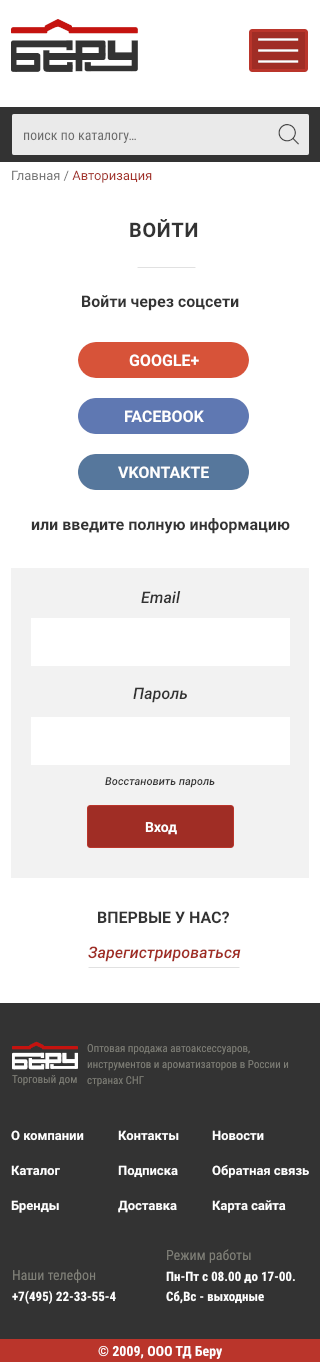 БЕРУ
поиск по каталогу...
Главная / Авторизация
ВОЙТИ
Войти через соцсети
GOOGLE+
FACEBOOK
VKONTAKTE
или введите полную информацию
Email
Пароль
Восстановить пароль
Вход
ВПЕРВЫЕ У НАС?
Зарегистрироваться
БЕРУ
Торговый дом
Оптовая продажа автоаксессуаров,
инструментов и ароматизаторов в России и
странах СНГ
О компании Контакты Новости
Каталог Подписка Обратная связь
Бренды Доставка Карта сайта
Наши телефон
+7(495) 22-33-55-4
Режим работы
Пн-Пт с 08.00 до 17-00.
Сб,Вс - выходные
© 2009, ООО ТД Беру